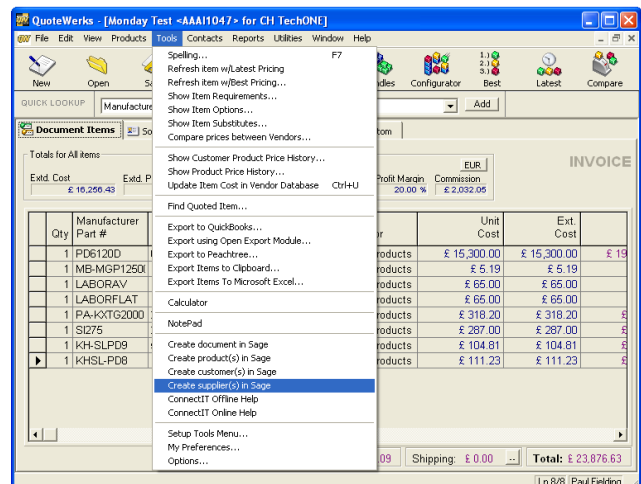 QuoteWerks - [Monday Test <AAAI1047> for CH TechONE]
File Edit View Products Tools Contacts Reports Utilities Window Help
New Open Configurator Best Latest Compare
QUICK LOOKUP Manufacture Add
Document Items
Totals for All items EUR INVOICE
Extd. Cost Extd. P Profit Margin Commission
£ 16,256.43 20.00 % £ 2,032.05
Spelling... F7
Refresh item w/Latest Pricing
Refresh item w/Best Pricing...
Show Item Requirements...
Show Item Options...
Show Item Substitutes...
Compare prices between Vendors...
Show Customer Product Price History...
Show Product Price History...
Update Item Cost in Vendor Database Ctrl+U
Find Quoted Item...
Export to QuickBooks...
Export using Open Export Module...
Export to Peachtree...
Export Items to Clipboard...
Export Items To Microsoft Excel...
Calculator
NotePad
Create document in Sage
Create product(s) in Sage
Create customer(s) in Sage
Create supplier(s) in Sage
ConnectIT Offline Help
ConnectIT Online Help
Setup Tools Menu...
My Preferences...
Options...
Qty Manufacturer Part # Unit Cost Ext. Cost
1 PD6120D roducts £ 15,300.00 £ 15,300.00 £ 19
1 MB-MGP1250I roducts £ 5.19 £ 5.19
1 LABORAV roducts £ 65.00 £ 65.00
1 LABORFLAT roducts £ 65.00 £ 65.00
1 PA-KXTG2000 roducts £ 318.20 £ 318.20 £
1 SI275 roducts £ 287.00 £ 287.00 £
1 KH-SLPD9 roducts £ 104.81 £ 104.81 £
1 KHSL-PD8 roducts £ 111.23 £ 111.23 £
.09 Shipping: £ 0.00 Total: £ 23,876.63
Ln 8/8 Paul Fielding